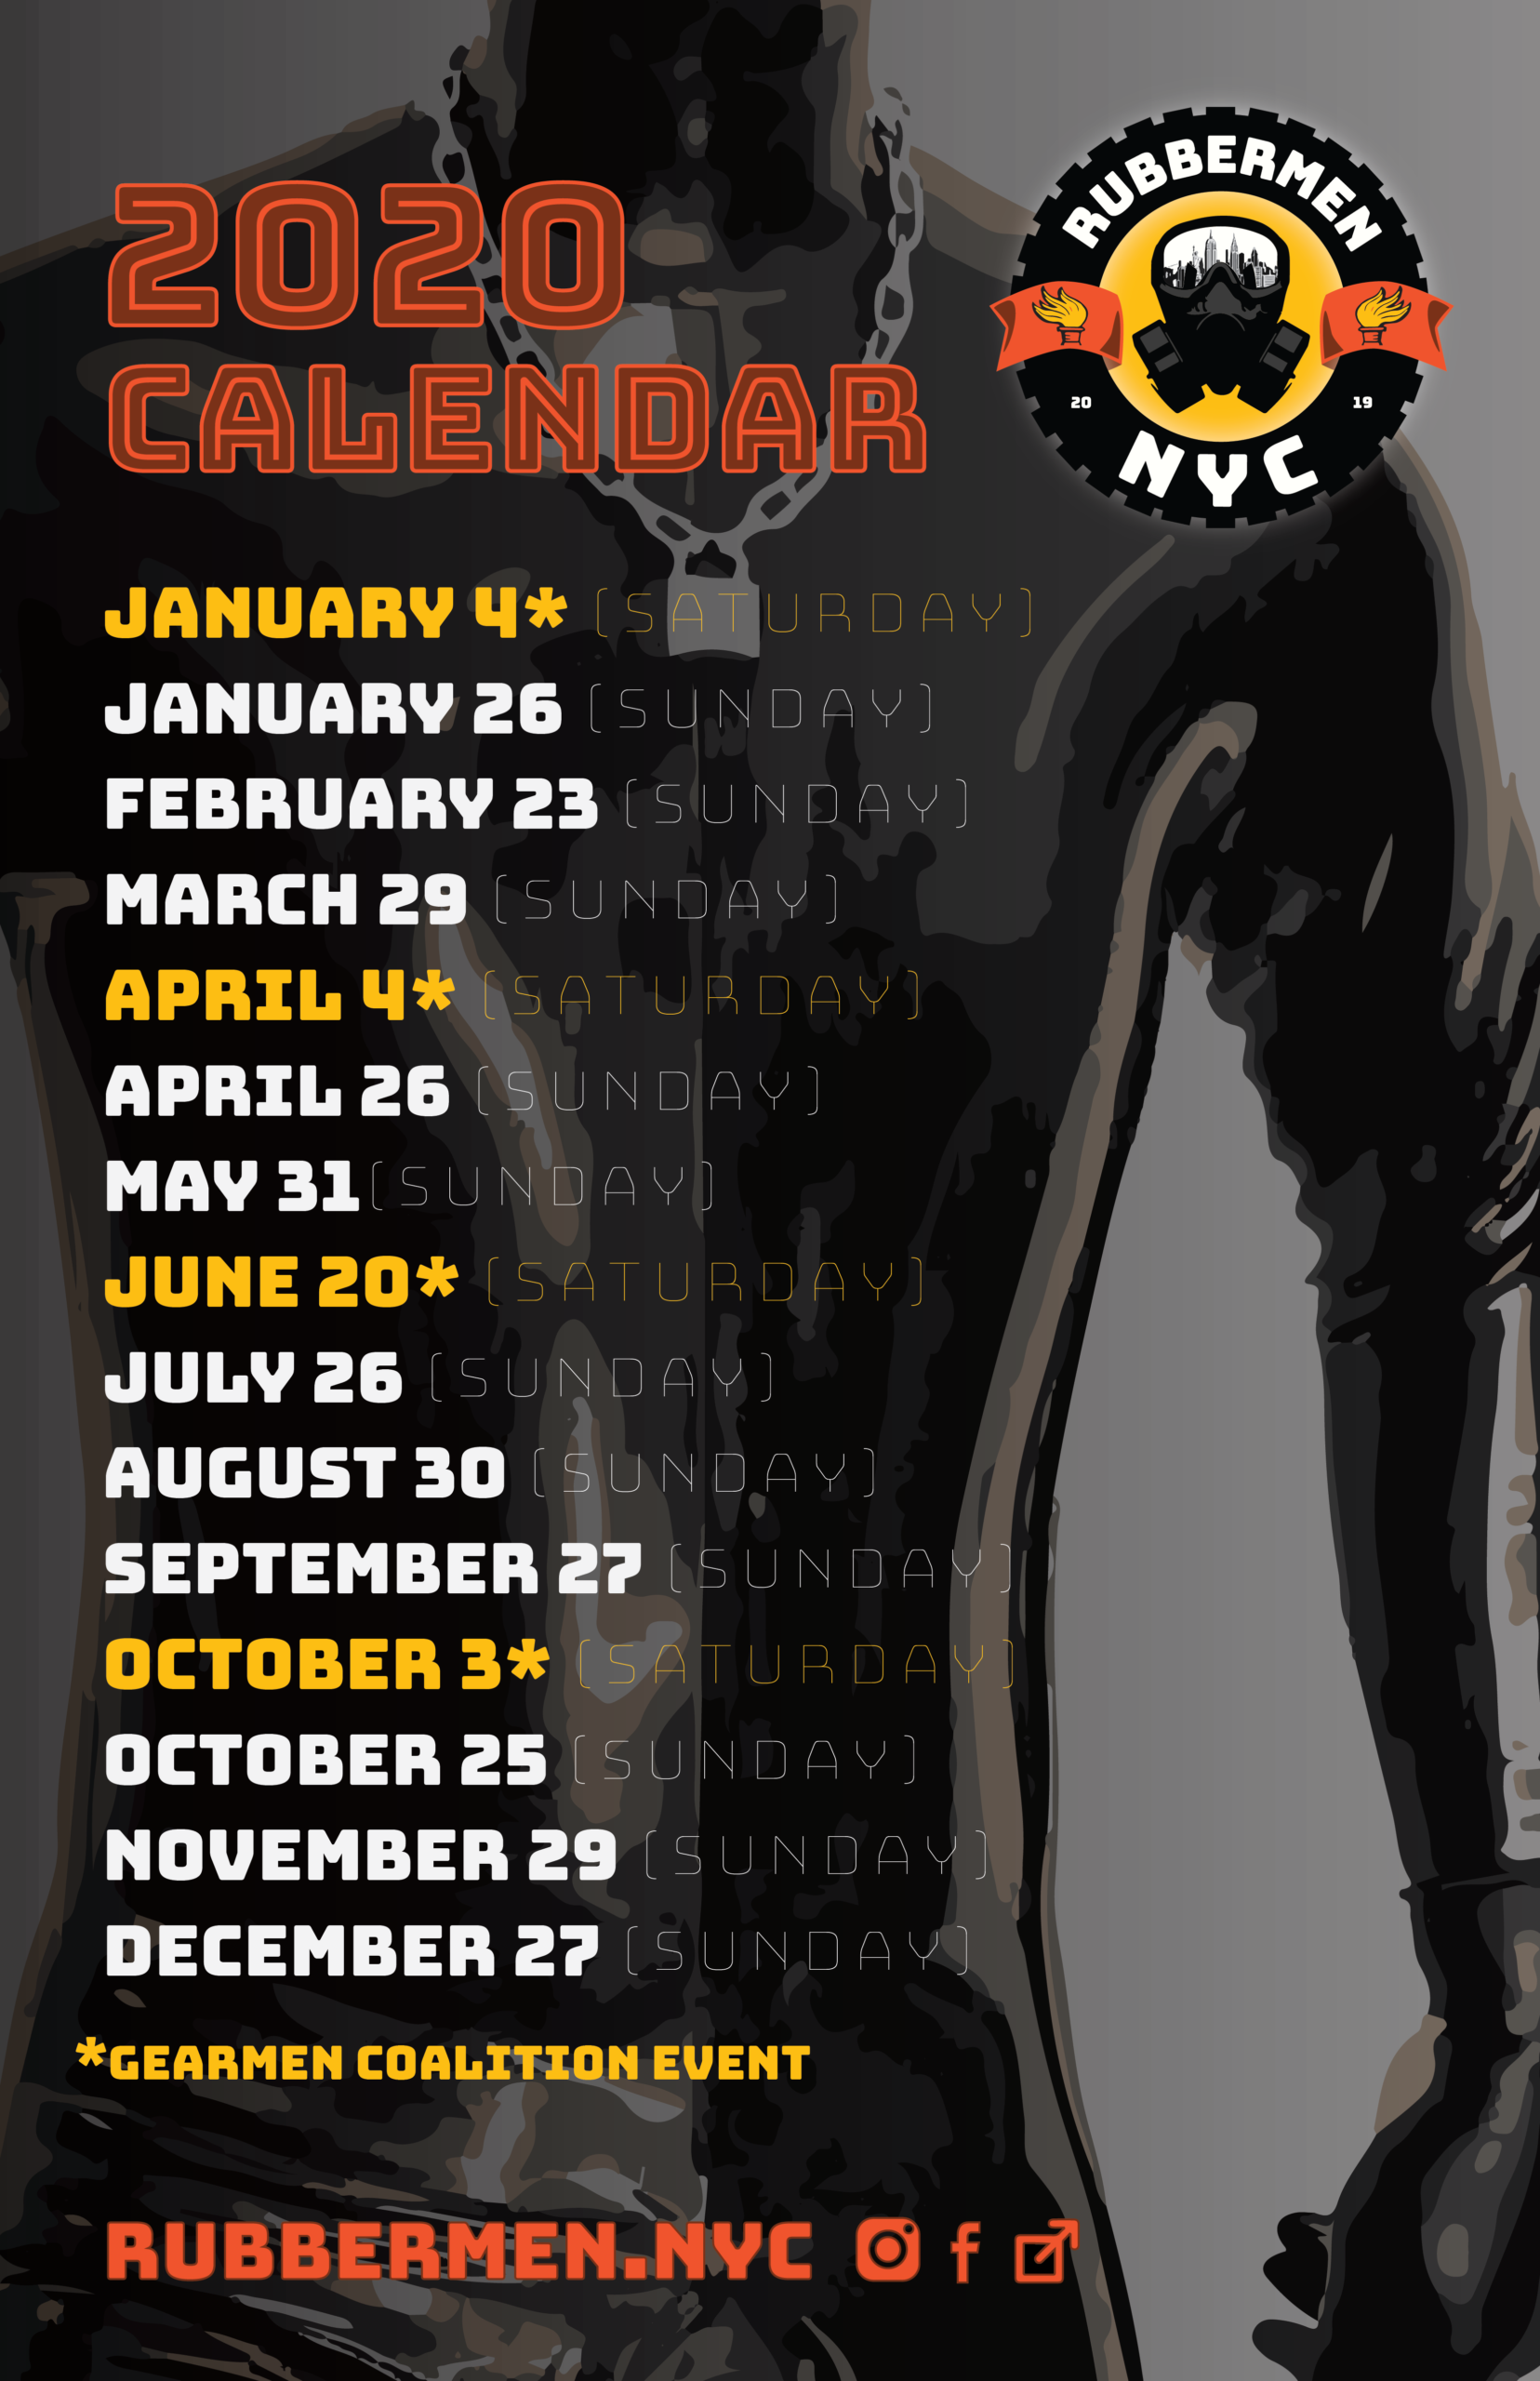 2020
CALENDAR
RUBBERMEN
20 19
NYC
JANUARY 4* (SATURDAY)
JANUARY 26 (SUNDAY)
FEBRUARY 23 (SUNDAY)
MARCH 29 (SUNDAY)
APRIL 4* (SATURDAY)
APRIL 26 (SUNDAY)
MAY 31(SUNDAY)
JUNE 20* (SATURDAY)
JULY 26 (SUNDAY)
AUGUST 30 (SUNDAY)
SEPTEMBER 27 (SUNDAY)
OCTOBER 3* (SATURDAY)
OCTOBER 25 (SUNDAY)
NOVEMBER 29 (SUNDAY)
DECEMBER 27 (SUNDAY)
*GEARMEN COALITION EVENT
RUBBERMEN.NYC